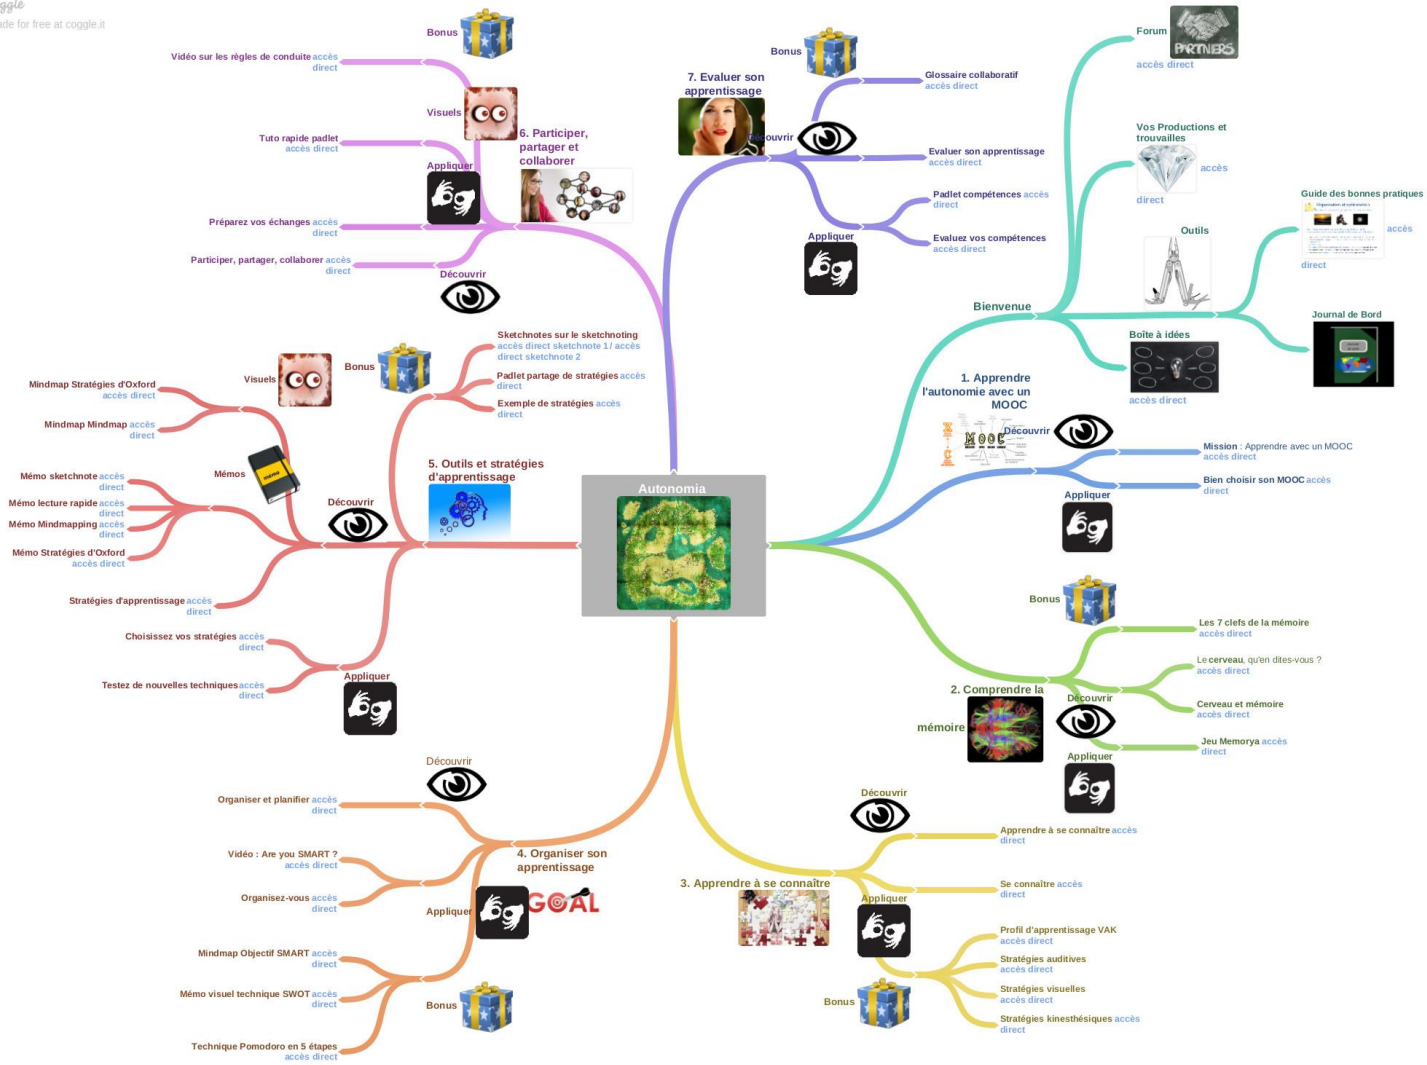 ade for free at coggle.it
Autonomia
Bienvenue
Forum
PARTNERS
accès direct
Vos Productions et
trouvailles
accès
direct
Outils
Guide des bonnes pratiques
accès
direct
Journal de Bord
Boîte à idées
accès direct
1. Apprendre
l'autonomie avec un
MOOC
MOOC
Découvrir
Mission : Apprendre avec un MOOC
accès direct
Bien choisir son MOOC accès
direct
Appliquer
2. Comprendre la
mémoire
Bonus
Les 7 clefs de la mémoire
accès direct
Découvrir
Le cerveau, qu'en dites-vous ?
accès direct
Cerveau et mémoire
accès direct
Appliquer
Jeu Memorya accès
direct
3. Apprendre à se connaître
Découvrir
Apprendre à se connaître accès
direct
Appliquer
Se connaître accès
direct
Bonus
Profil d'apprentissage VAK
accès direct
Stratégies auditives
accès direct
Stratégies visuelles
accès direct
Stratégies kinesthésiques accès
direct
4. Organiser son
apprentissage
GOAL
Découvrir
Organiser et planifier accès
direct
Appliquer
Vidéo : Are you SMART ?
accès direct
Organisez-vous accès
direct
Bonus
Mindmap Objectif SMART accès
direct
Mémo visuel technique SWOT accès
direct
Technique Pomodoro en 5 étapes
accès direct
5. Outils et stratégies
d'apprentissage
Bonus
Sketchnotes sur le sketchnoting
accès direct sketchnote 1 / accès
direct sketchnote 2
Padlet partage de stratégies accès
direct
Exemple de stratégies accès
direct
Découvrir
Visuels
Mindmap Stratégies d'Oxford
accès direct
Mindmap Mindmap accès
direct
Mémos
Mémo sketchnote accès
direct
Mémo lecture rapide accès
direct
Mémo Mindmapping accès
direct
Mémo Stratégies d'Oxford
accès direct
Stratégies d'apprentissage accès
direct
Appliquer
Choisissez vos stratégies accès
direct
Testez de nouvelles techniques accès
direct
6. Participer,
partager et
collaborer
Bonus
Vidéo sur les règles de conduite accès
direct
Visuels
Tuto rapide padlet
accès direct
Appliquer
Préparez vos échanges accès
direct
Participer, partager, collaborer accès
direct
Découvrir
7. Evaluer son
apprentissage
Bonus
Glossaire collaboratif
accès direct
Découvrir
Evaluer son apprentissage
accès direct
Appliquer
Padlet compétences accès
direct
Evaluez vos compétences
accès direct